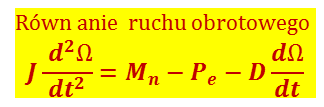 Równ anie ruchu obrotowego
J d²Ω/dt² = Mₙ − Pₑ − D dΩ/dt